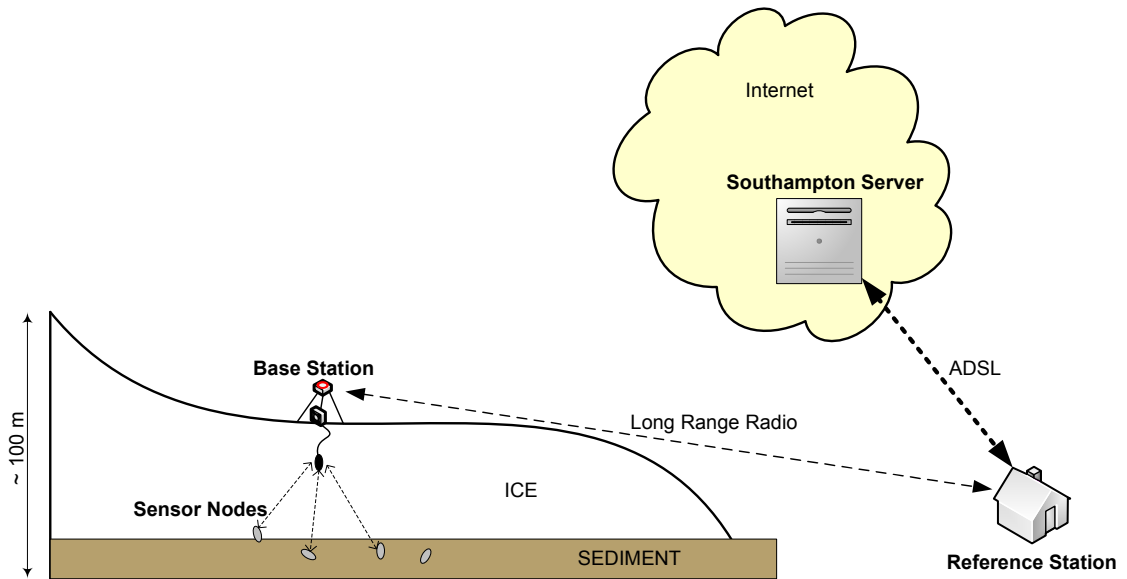 Internet
Southampton Server
ADSL
Base Station
Long Range Radio
~ 100 m
ICE
Sensor Nodes
SEDIMENT
Reference Station